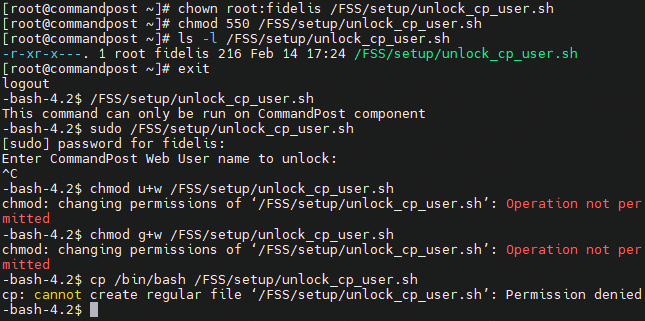 [root@commandpost ~]# chown root:fidelis /FSS/setup/unlock_cp_user.sh
[root@commandpost ~]# chmod 550 /FSS/setup/unlock_cp_user.sh
[root@commandpost ~]# ls -l /FSS/setup/unlock_cp_user.sh
-r-xr-x---. 1 root fidelis 216 Feb 14 17:24 /FSS/setup/unlock_cp_user.sh
[root@commandpost ~]# exit
logout
-bash-4.2$ /FSS/setup/unlock_cp_user.sh
This command can only be run on CommandPost component
-bash-4.2$ sudo /FSS/setup/unlock_cp_user.sh
[sudo] password for fidelis:
Enter CommandPost Web User name to unlock:
^C
-bash-4.2$ chmod u+w /FSS/setup/unlock_cp_user.sh
chmod: changing permissions of ‘/FSS/setup/unlock_cp_user.sh’: Operation not per
mitted
-bash-4.2$ chmod g+w /FSS/setup/unlock_cp_user.sh
chmod: changing permissions of ‘/FSS/setup/unlock_cp_user.sh’: Operation not per
mitted
-bash-4.2$ cp /bin/bash /FSS/setup/unlock_cp_user.sh
cp: cannot create regular file ‘/FSS/setup/unlock_cp_user.sh’: Permission denied
-bash-4.2$